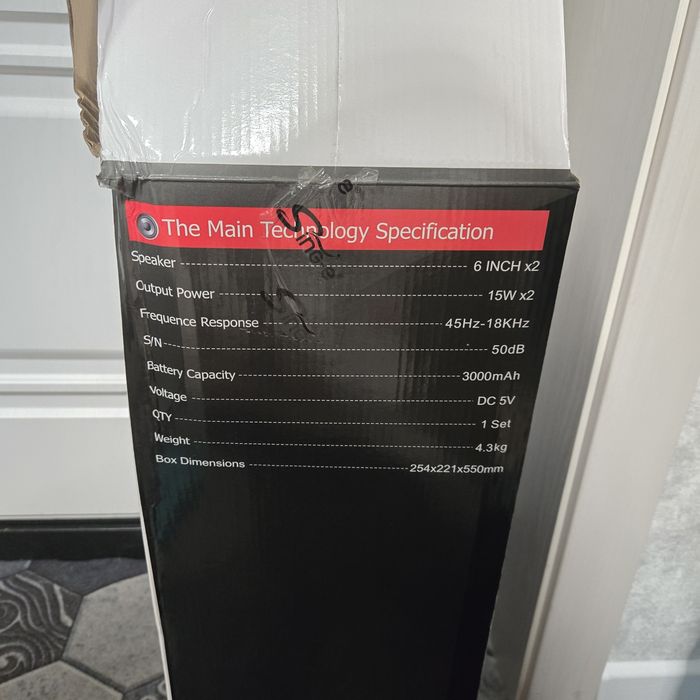 The Main Technology Specification
Speaker 6 INCH x2
Output Power 15W x2
Frequence Response 45Hz-18KHz
S/N 50dB
Battery Capacity 3000mAh
Voltage DC 5V
QTY 1 Set
Weight 4.3kg
Box Dimensions 254x221x550mm